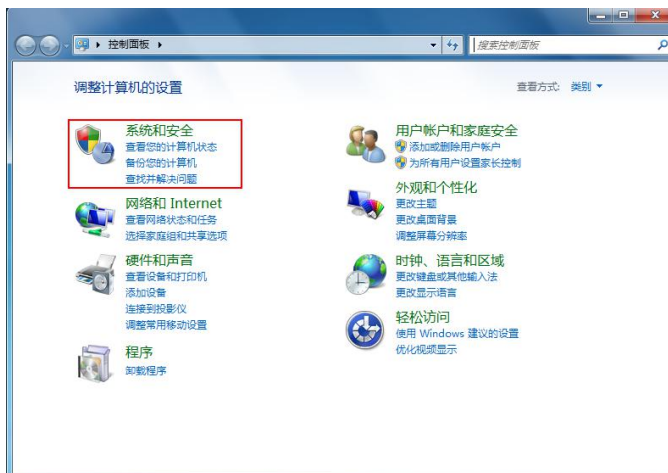 控制面板
搜索控制面板
调整计算机的设置
查看方式: 类别
系统和安全
查看您的计算机状态
备份您的计算机
查找并解决问题
网络和 Internet
查看网络状态和任务
选择家庭组和共享选项
硬件和声音
查看设备和打印机
添加设备
连接到投影仪
调整常用移动设置
程序
卸载程序
用户帐户和家庭安全
添加或删除用户帐户
为所有用户设置家长控制
外观和个性化
更改主题
更改桌面背景
调整屏幕分辨率
时钟、语言和区域
更改键盘或其他输入法
更改显示语言
轻松访问
使用 Windows 建议的设置
优化视频显示